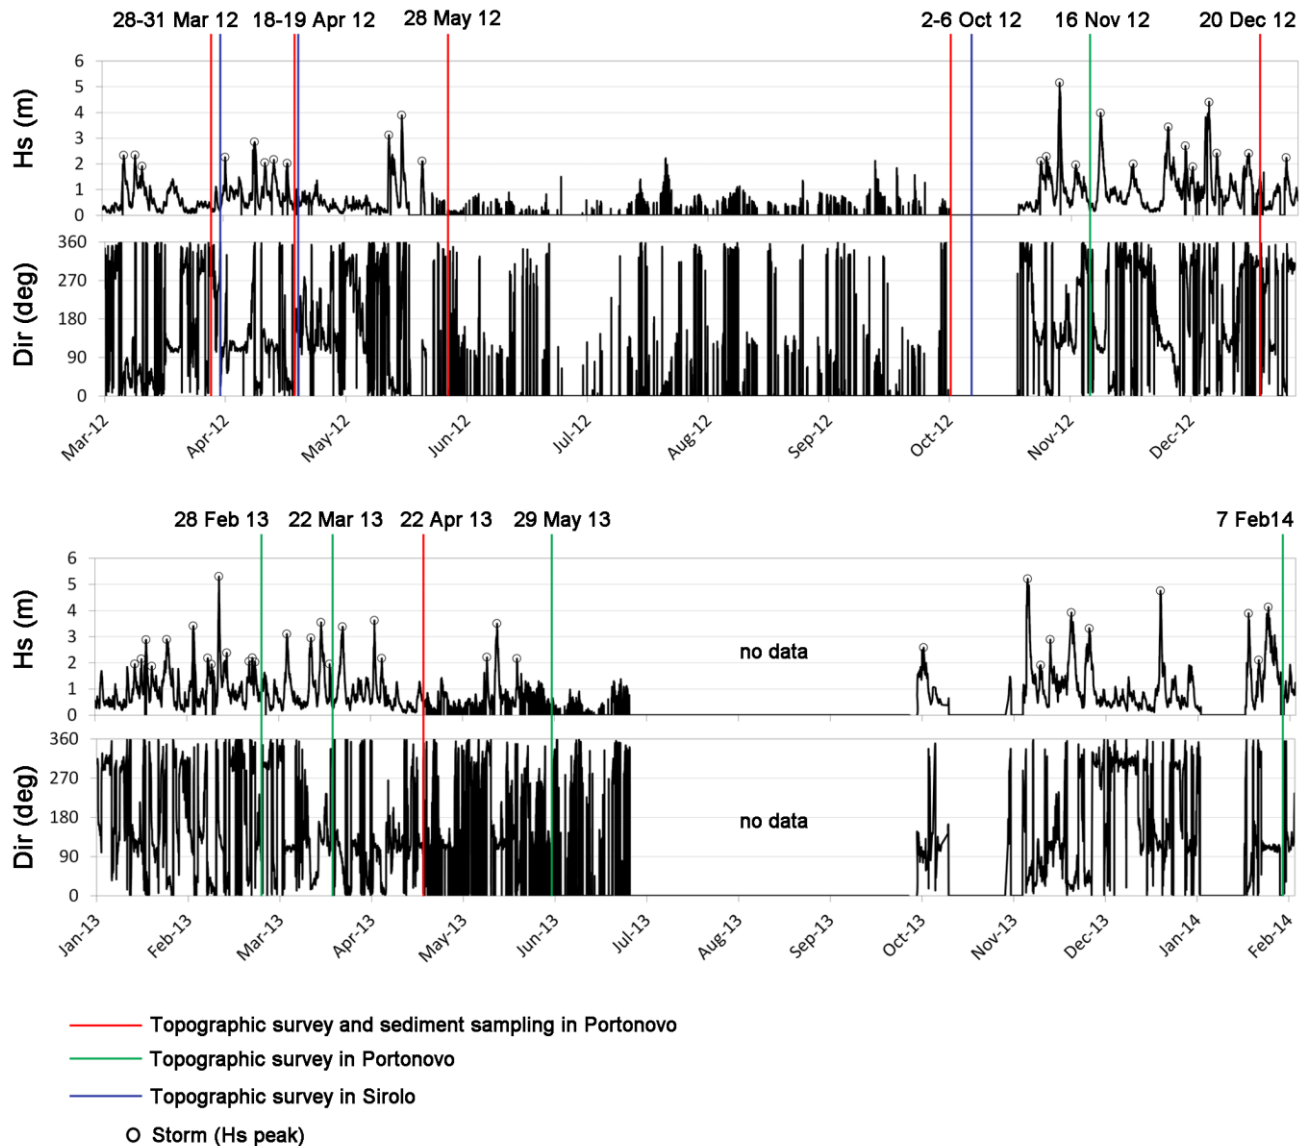 28-31 Mar 12 18-19 Apr 12 28 May 12 2-6 Oct 12 16 Nov 12 20 Dec 12
Hs (m)
6
5
4
3
2
1
0
Dir (deg)
360
270
180
90
0
Mar-12 Apr-12 May-12 Jun-12 Jul-12 Aug-12 Sep-12 Oct-12 Nov-12 Dec-12
28 Feb 13 22 Mar 13 22 Apr 13 29 May 13 7 Feb14
Hs (m)
6
5
4
3
2
1
0
no data
Dir (deg)
360
270
180
90
0
no data
Jan-13 Feb-13 Mar-13 Apr-13 May-13 Jun-13 Jul-13 Aug-13 Sep-13 Oct-13 Nov-13 Dec-13 Jan-14 Feb-14
Topographic survey and sediment sampling in Portonovo
Topographic survey in Portonovo
Topographic survey in Sirolo
Storm (Hs peak)